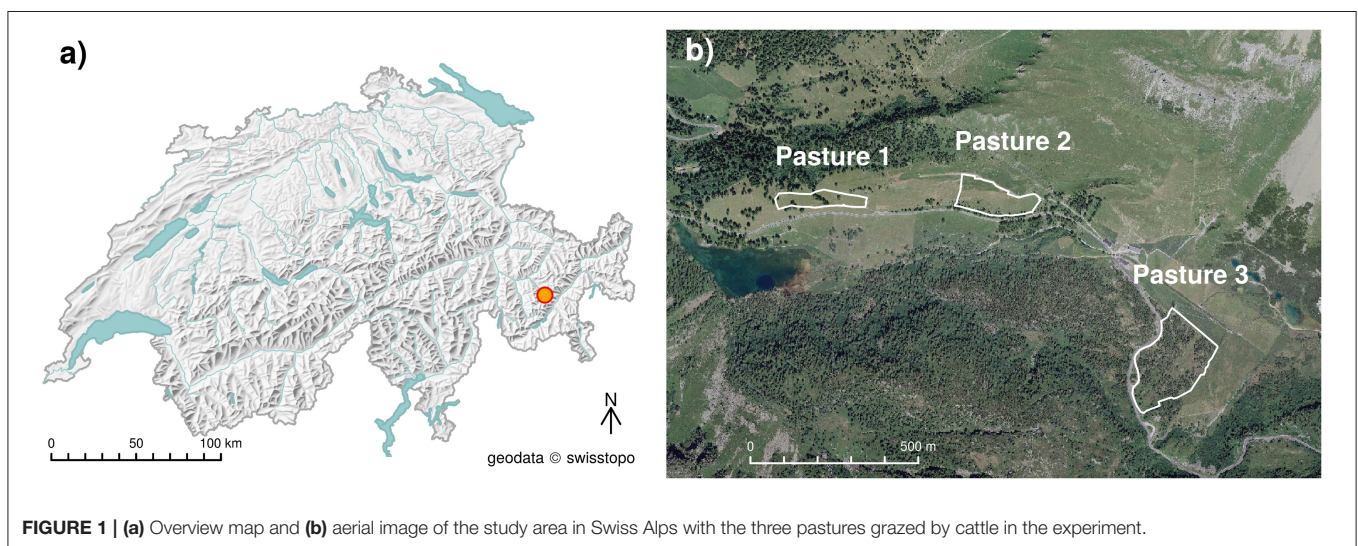 a)
N
0 50 100 km
geodata © swisstopo
b)
Pasture 1
Pasture 2
Pasture 3
0 500 m
FIGURE 1 | (a) Overview map and (b) aerial image of the study area in Swiss Alps with the three pastures grazed by cattle in the experiment.